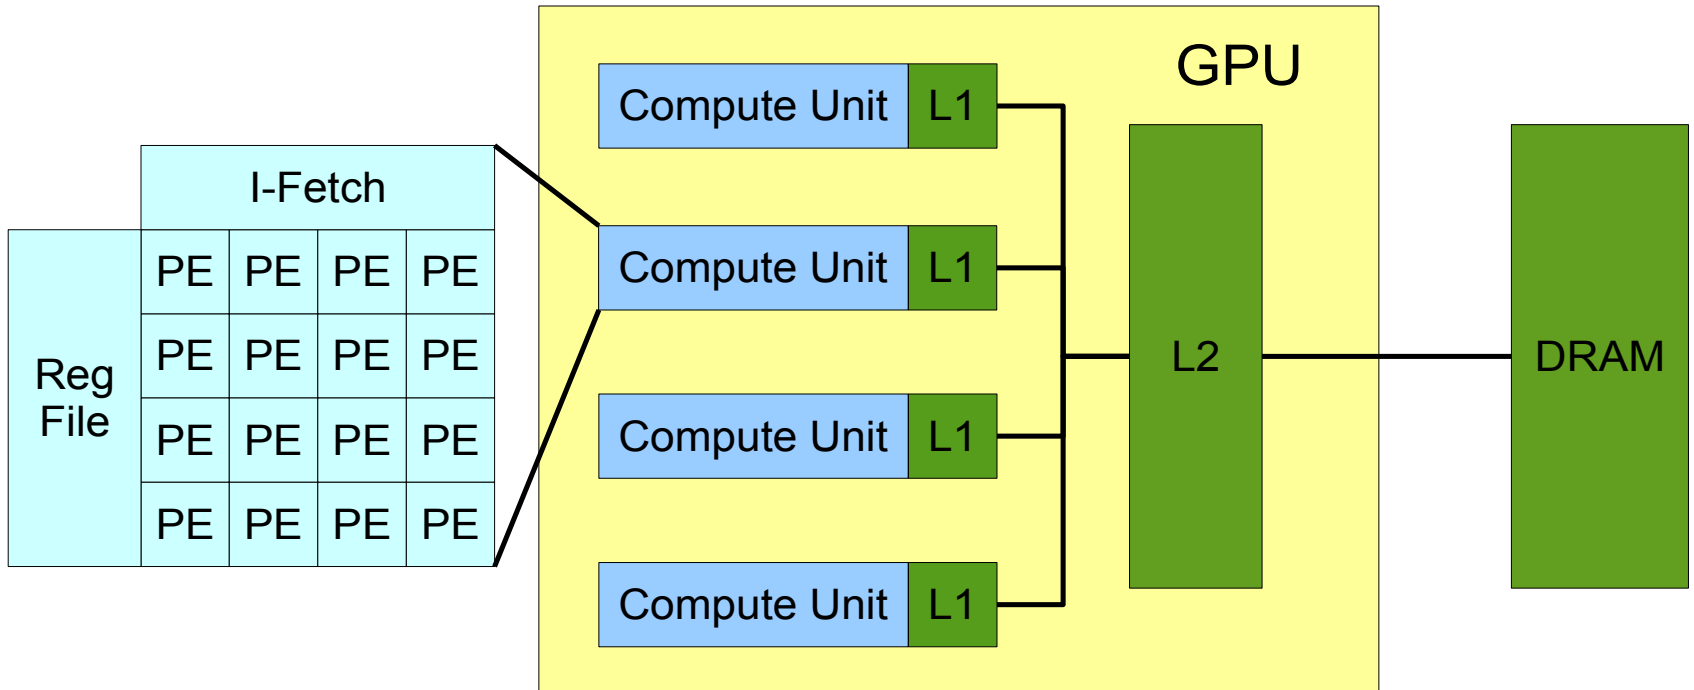 GPU
Compute Unit L1
I-Fetch
Reg
File
PE PE PE PE
PE PE PE PE
PE PE PE PE
PE PE PE PE
Compute Unit L1
Compute Unit L1
Compute Unit L1
L2
DRAM